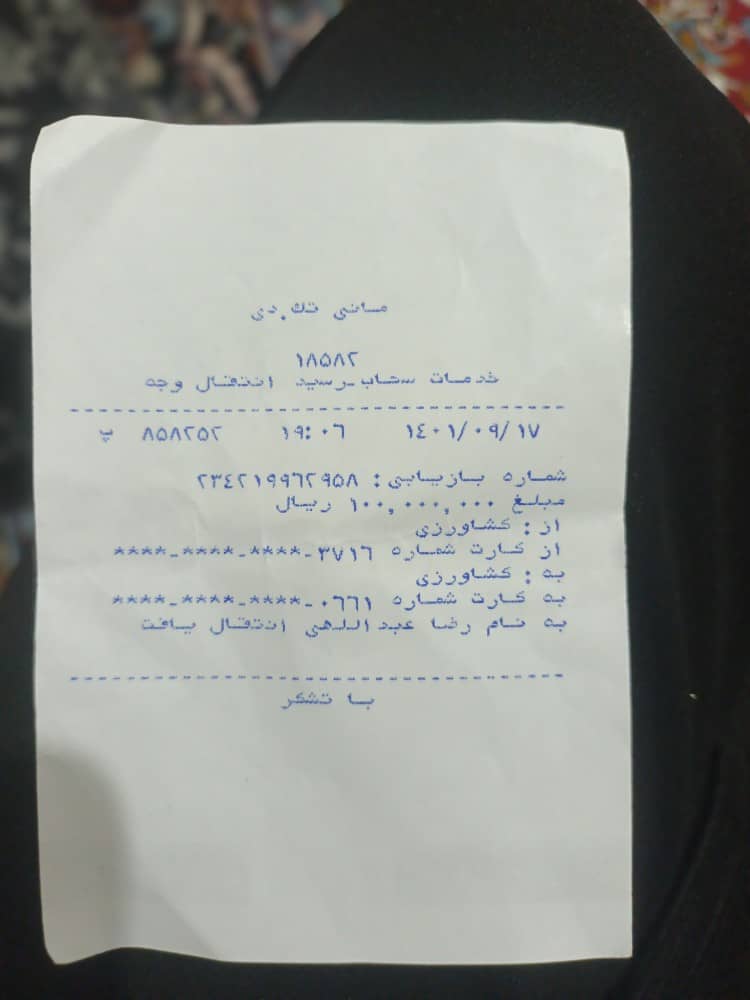 مانی تک.دی
۱۸۵۸۲
خدمات شتاب-رسید انتقال وجه
۱۴۰۱/۰۹/۱۷ ۱۹:۰۶ ۸۵۸۲۵۲ پ
شماره بازیابی: ۲۳۴۲۱۹۹۶۲۹۵۸
مبلغ ۱۰۰,۰۰۰,۰۰۰ ریال
از : کشاورزی
از کارت شماره ۳۷۱۶-****-****-****
به : کشاورزی
به کارت شماره ۰۶۶۱-****-****-****
به نام رضا عبداللهی انتقال یافت
با تشکر